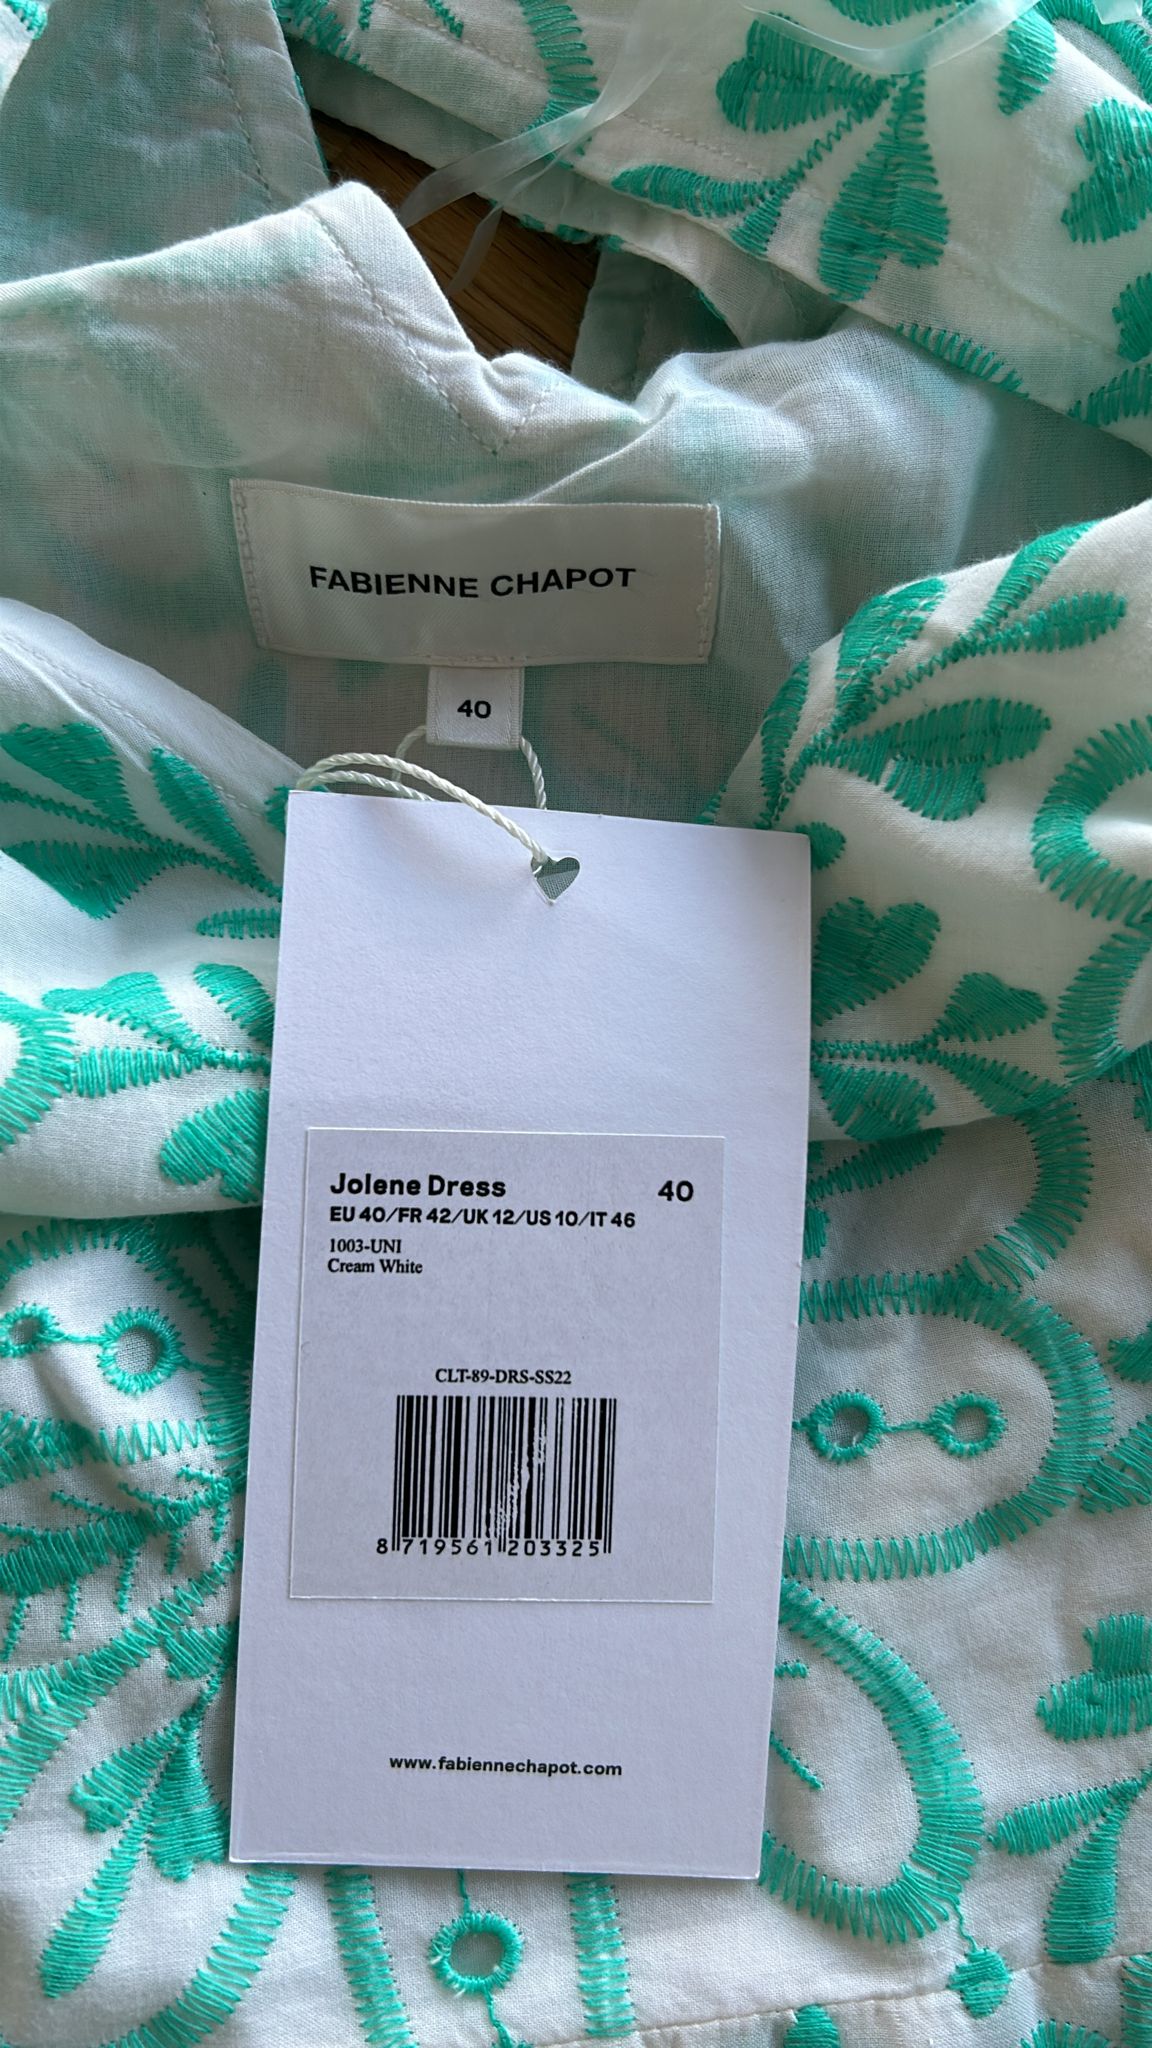 FABIENNE CHAPOT
40
Jolene Dress 40
EU 40/FR 42/UK 12/US 10/IT 46
1003-UNI
Cream White
CLT-89-DRS-SS22
8 719561 203325
www.fabiennechapot.com